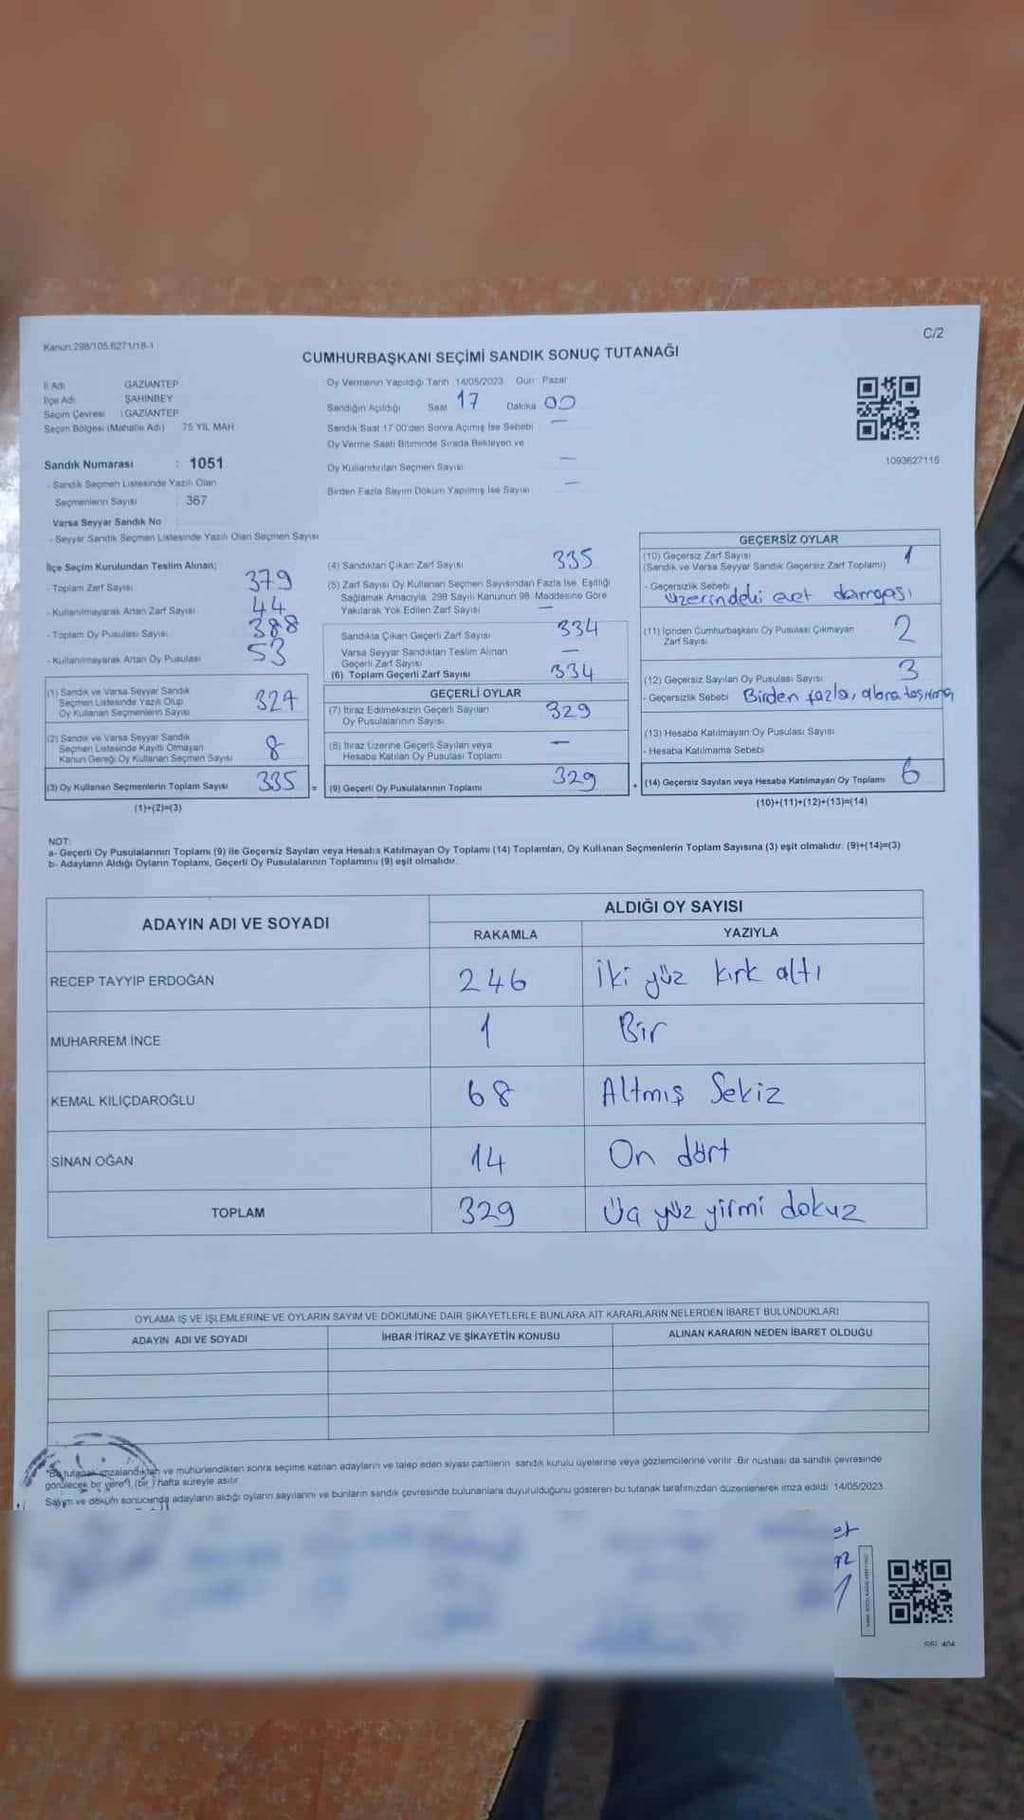 Kanun:298/105:6271/18-1
C/2
CUMHURBAŞKANI SEÇİMİ SANDIK SONUÇ TUTANAĞI
İl Adı GAZİANTEP
İlçe Adı ŞAHİNBEY
Seçim Çevresi : GAZİANTEP
Seçim Bölgesi (Mahalle Adı) 75 YIL MAH
Sandık Numarası : 1051
- Sandık Seçmen Listesinde Yazılı Olan
Seçmenlerin Sayısı : 367
Varsa Seyyar Sandık No
- Seyyar Sandık Seçmen Listesinde Yazılı Olan Seçmen Sayısı
Oy Vermenin Yapıldığı Tarih 14/05/2023 Gün Pazar
Sandığın Açıldığı Saat 17 Dakika 00
Sandık Saat 17:00'den Sonra Açımış İse Sebebi —
Oy Verme Saati Bitiminde Sırada Bekleyen ve
Oy Kullandırılan Seçmen Sayısı —
Birden Fazla Sayım Döküm Yapılmış İse Sayısı —
1093627115
İlçe Seçim Kurulundan Teslim Alınan;
- Toplam Zarf Sayısı 379
- Kullanılmayarak Artan Zarf Sayısı 44
- Toplam Oy Pusulası Sayısı 388
- Kullanılmayarak Artan Oy Pusulası 53
(1) Sandık ve Varsa Seyyar Sandık
Seçmen Listesinde Yazılı Olup
Oy Kullanan Seçmenlerin Sayısı 327
(2) Sandık ve Varsa Seyyar Sandık
Seçmen Listesinde Kayıtlı Olmayan
Kanun Gereği Oy Kullanan Seçmen Sayısı 8
(3) Oy Kullanan Seçmenlerin Toplam Sayısı 335 =
(1)+(2)=(3)
(4) Sandıktan Çıkan Zarf Sayısı 335
(5) Zarf Sayısı Oy Kullanan Seçmen Sayısından Fazla İse, Eşitliği
Sağlamak Amacıyla, 298 Sayılı Kanunun 98. Maddesine Göre
Yakılarak Yok Edilen Zarf Sayısı —
Sandıkta Çıkan Geçerli Zarf Sayısı 334
Varsa Seyyar Sandıktan Teslim Alınan
Geçerli Zarf Sayısı —
(6) Toplam Geçerli Zarf Sayısı 334
GEÇERLİ OYLAR
(7) İtiraz Edilmeksizin Geçerli Sayılan
Oy Pusulalarının Sayısı 329
(8) İtiraz Üzerine Geçerli Sayılan veya
Hesaba Katılan Oy Pusulası Toplamı —
(9) Geçerli Oy Pusulalarının Toplamı 329 +
GEÇERSİZ OYLAR
(10) Geçersiz Zarf Sayısı 1
(Sandık ve Varsa Seyyar Sandık Geçersiz Zarf Toplamı)
- Geçersizlik Sebebi üzerindeki evet damgası
(11) İçinden Cumhurbaşkanı Oy Pusulası Çıkmayan
Zarf Sayısı 2
(12) Geçersiz Sayılan Oy Pusulası Sayısı 3
- Geçersizlik Sebebi Birden fazla, alana taşırma
(13) Hesaba Katılmayan Oy Pusulası Sayısı
- Hesaba Katılmama Sebebi
(14) Geçersiz Sayılan veya Hesaba Katılmayan Oy Toplamı 6
(10)+(11)+(12)+(13)=(14)
NOT:
a- Geçerli Oy Pusulalarının Toplamı (9) ile Geçersiz Sayılan veya Hesaba Katılmayan Oy Toplamı (14) Toplamları, Oy Kullanan Seçmenlerin Toplam Sayısına (3) eşit olmalıdır. (9)+(14)=(3)
b- Adayların Aldığı Oyların Toplamı, Geçerli Oy Pusulalarının Toplamına (9) eşit olmalıdır.
ADAYIN ADI VE SOYADI
ALDIĞI OY SAYISI
RAKAMLA YAZIYLA
RECEP TAYYİP ERDOĞAN 246 İki yüz kırk altı
MUHARREM İNCE 1 Bir
KEMAL KILIÇDAROĞLU 68 Altmış Sekiz
SİNAN OĞAN 14 On dört
TOPLAM 329 Üç yüz yirmi dokuz
OYLAMA İŞ VE İŞLEMLERİNE VE OYLARIN SAYIM VE DÖKÜMÜNE DAİR ŞİKAYETLERLE BUNLARA AİT KARARLARIN NELERDEN İBARET BULUNDUKLARI
ADAYIN ADI VE SOYADI İHBAR İTİRAZ VE ŞİKAYETİN KONUSU ALINAN KARARIN NEDEN İBARET OLDUĞU
"Bu tutanak imzalandıktan ve mühürlendikten sonra seçime katılan adayların ve talep eden siyasi partilerin sandık kurulu üyelerine veya gözlemcilerine verilir. Bir nüshası da sandık çevresinde
görülecek bir yere 1 (bir) hafta süreyle asılır.
Sayım ve döküm sonucunda adayların aldığı oyların sayılarını ve bunların sandık çevresinde bulunanlara duyurulduğunu gösteren bu tutanak tarafımızdan düzenlenerek imza edildi. 14/05/2023